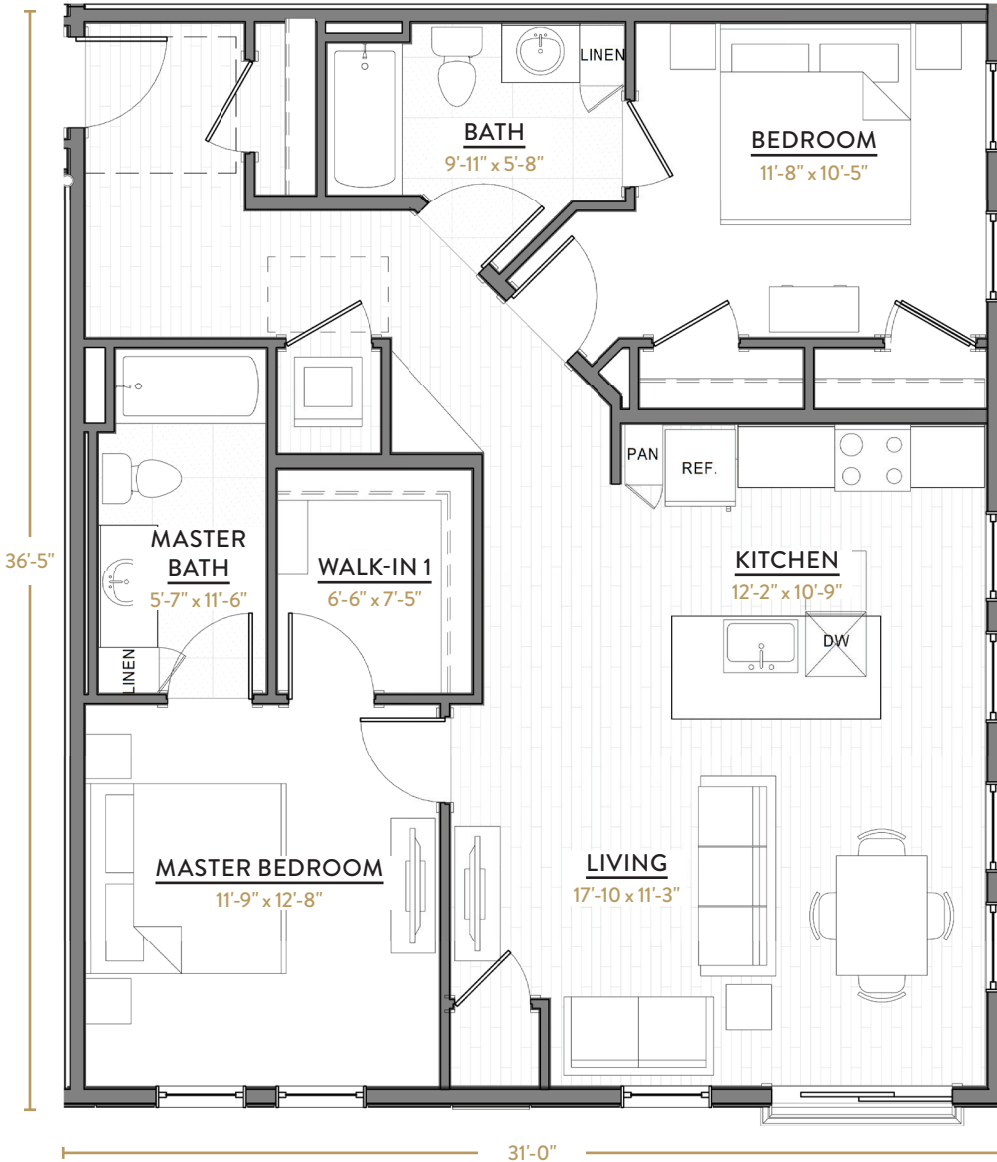 LINEN
BATH
9'-11" x 5'-8"
BEDROOM
11'-8" x 10'-5"
PAN
REF.
MASTER
BATH
5'-7" x 11'-6"
WALK-IN 1
6'-6" x 7'-5"
KITCHEN
12'-2" x 10'-9"
36'-5"
DW
LINEN
MASTER BEDROOM
11'-9" x 12'-8"
LIVING
17'-10 x 11'-3"
31'-0"